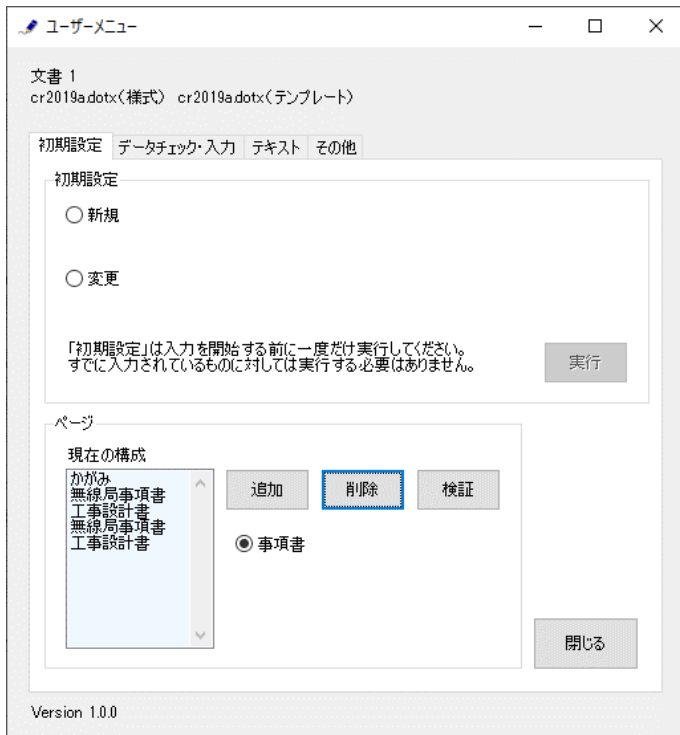 ユーザーメニュー
文書 1
cr2019a.dotx(様式) cr2019a.dotx(テンプレート)
初期設定 データチェック・入力 テキスト その他
初期設定
新規
変更
「初期設定」は入力を開始する前に一度だけ実行してください。
すでに入力されているものに対しては実行する必要はありません。
実行
ページ
現在の構成
かがみ
無線局事項書
工事設計書
無線局事項書
工事設計書
追加 削除 検証
事項書
閉じる
Version 1.0.0